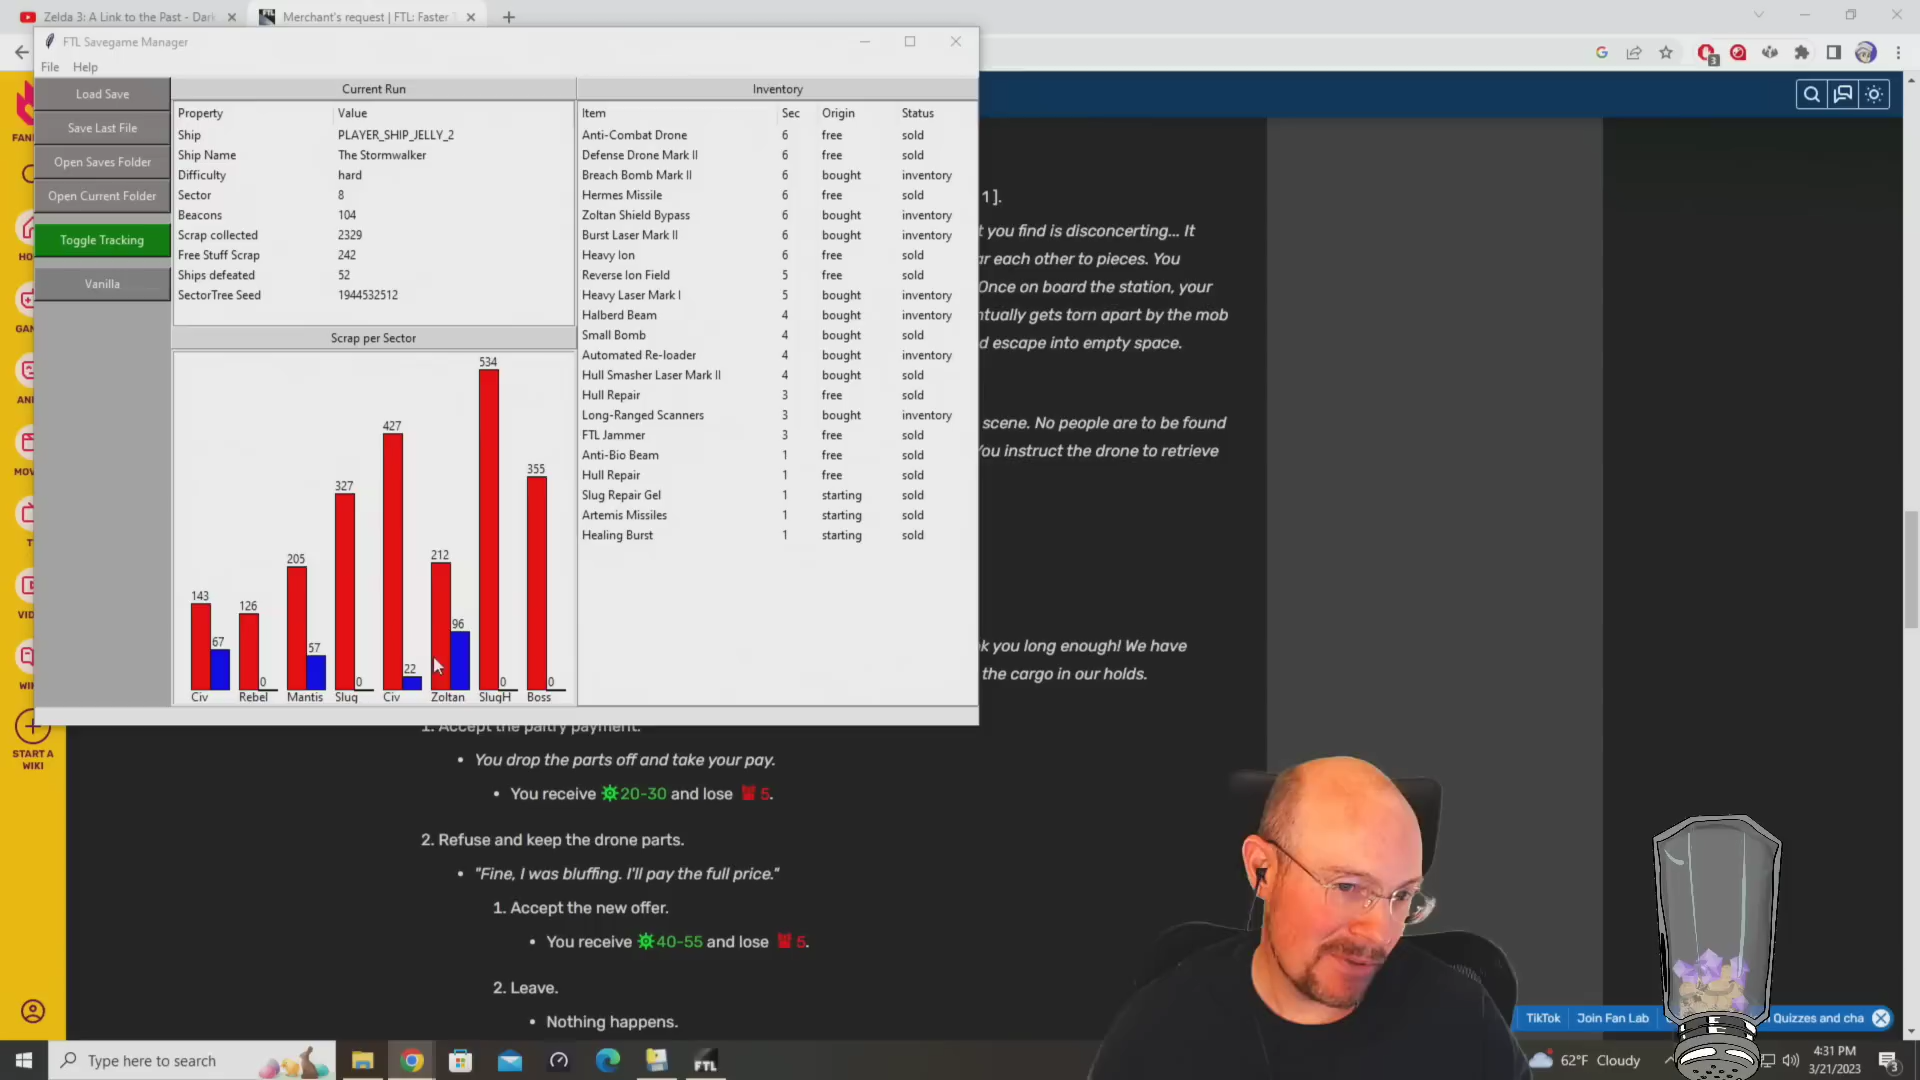 Zelda 3: A Link to the Past - Dar
Merchant's request | FTL: Faster T
FTL Savegame Manager
File Help
Load Save
Save Last File
Open Saves Folder
Open Current Folder
Toggle Tracking
Vanilla
Current Run
Property Value
Ship PLAYER_SHIP_JELLY_2
Ship Name The Stormwalker
Difficulty hard
Sector 8
Beacons 104
Scrap collected 2329
Free Stuff Scrap 242
Ships defeated 52
SectorTree Seed 1944532512
Scrap per Sector
534
427
355
327
212
205
143
126
96
67
57
22
0
0
0
0
Civ Rebel Mantis Slug Civ Zoltan SlugH Boss
Inventory
Item Sec Origin Status
Anti-Combat Drone 6 free sold
Defense Drone Mark II 6 free sold
Breach Bomb Mark II 6 bought inventory
Hermes Missile 6 free sold
Zoltan Shield Bypass 6 bought inventory
Burst Laser Mark II 6 bought inventory
Heavy Ion 6 free sold
Reverse Ion Field 5 free sold
Heavy Laser Mark I 5 bought inventory
Halberd Beam 4 bought inventory
Small Bomb 4 bought sold
Automated Re-loader 4 bought inventory
Hull Smasher Laser Mark II 4 bought sold
Hull Repair 3 free sold
Long-Ranged Scanners 3 bought inventory
FTL Jammer 3 free sold
Anti-Bio Beam 1 free sold
Hull Repair 1 free sold
Slug Repair Gel 1 starting sold
Artemis Missiles 1 starting sold
Healing Burst 1 starting sold
1].
t you find is disconcerting... It
ar each other to pieces. You
Once on board the station, your
ntually gets torn apart by the mob
d escape into empty space.
scene. No people are to be found
You instruct the drone to retrieve
k you long enough! We have
the cargo in our holds.
1. Accept the paltry payment.
• You drop the parts off and take your pay.
• You receive 20-30 and lose 5.
2. Refuse and keep the drone parts.
• "Fine, I was bluffing. I'll pay the full price."
1. Accept the new offer.
• You receive 40-55 and lose 5.
2. Leave.
• Nothing happens.
FAN
HO
GAN
ANI
MOV
T
VID
WIK
START A
WIKI
TikTok Join Fan Lab Quizzes and cha
Type here to search
FTL
62°F Cloudy
4:31 PM
3/21/2023
3
3